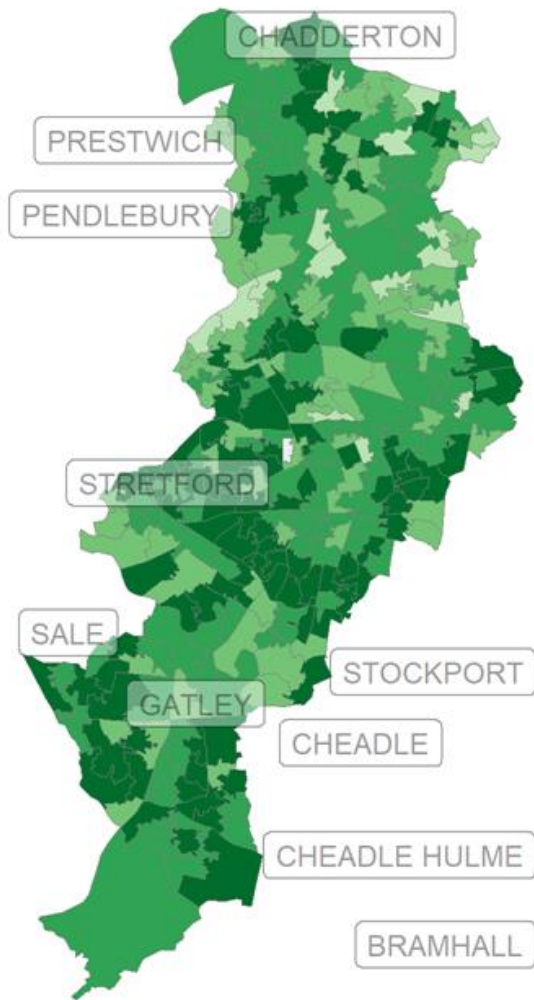 CHADDERTON
PRESTWICH
PENDLEBURY
STRETFORD
SALE
STOCKPORT
GATLEY
CHEADLE
CHEADLE HULME
BRAMHALL